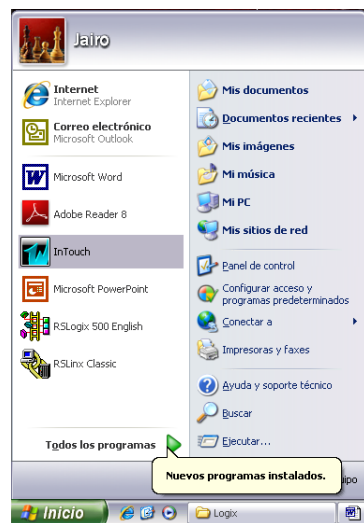 Jairo
Internet
Internet Explorer
Correo electrónico
Microsoft Outlook
Microsoft Word
Adobe Reader 8
InTouch
Microsoft PowerPoint
RSLogix 500 English
RSLinx Classic
Todos los programas
Mis documentos
Documentos recientes
Mis imágenes
Mi música
Mi PC
Mis sitios de red
Panel de control
Configurar acceso y
programas predeterminados
Conectar a
Impresoras y faxes
Ayuda y soporte técnico
Buscar
Ejecutar...
Nuevos programas instalados.
Inicio
Logix